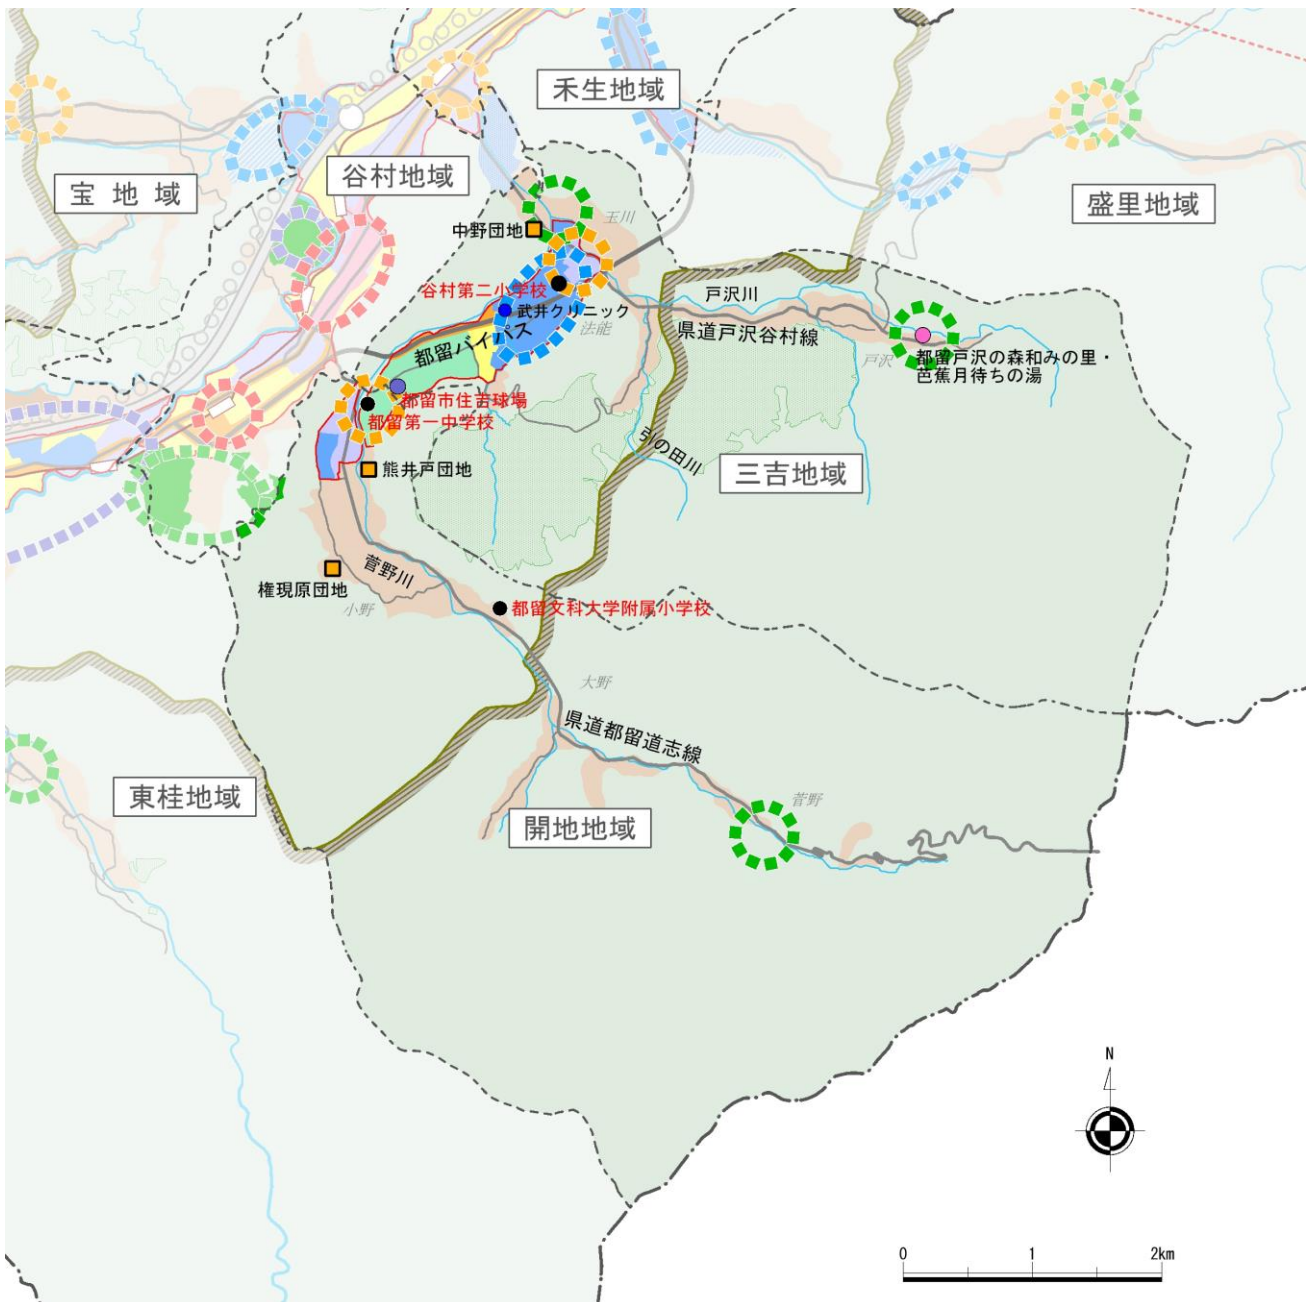 禾生地域
谷村地域
宝地域
盛里地域
玉川
中野団地
谷村第二小学校
武井クリニック
法能
都留バイパス
戸沢川
県道戸沢谷村線
戸沢
都留戸沢の森和みの里・
芭蕉月待ちの湯
都留市住吉球場
都留第一中学校
引の田川
熊井戸団地
三吉地域
菅野川
権現原団地
小野
都留文科大学附属小学校
大野
県道都留道志線
東桂地域
開地地域
菅野
N
0 1 2km